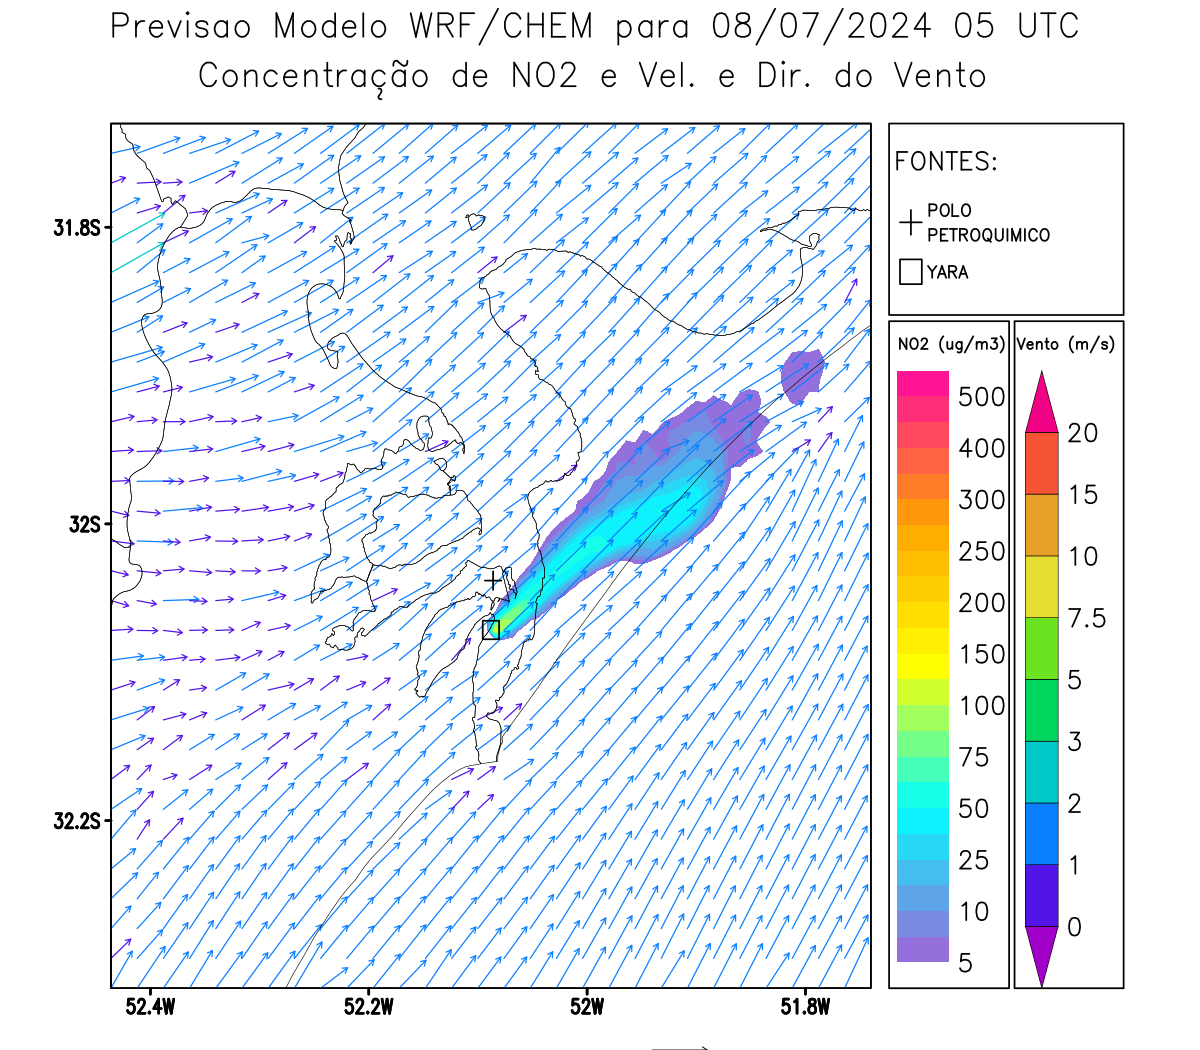 Previsao Modelo WRF/CHEM para 08/07/2024 05 UTC
Concentração de NO2 e Vel. e Dir. do Vento
FONTES:
POLO
PETROQUIMICO
YARA
NO2 (ug/m3)
500
400
300
250
200
150
100
75
50
25
10
5
Vento (m/s)
20
15
10
7.5
5
3
2
1
0
31.8S
32S
32.2S
52.4W
52.2W
52W
51.8W